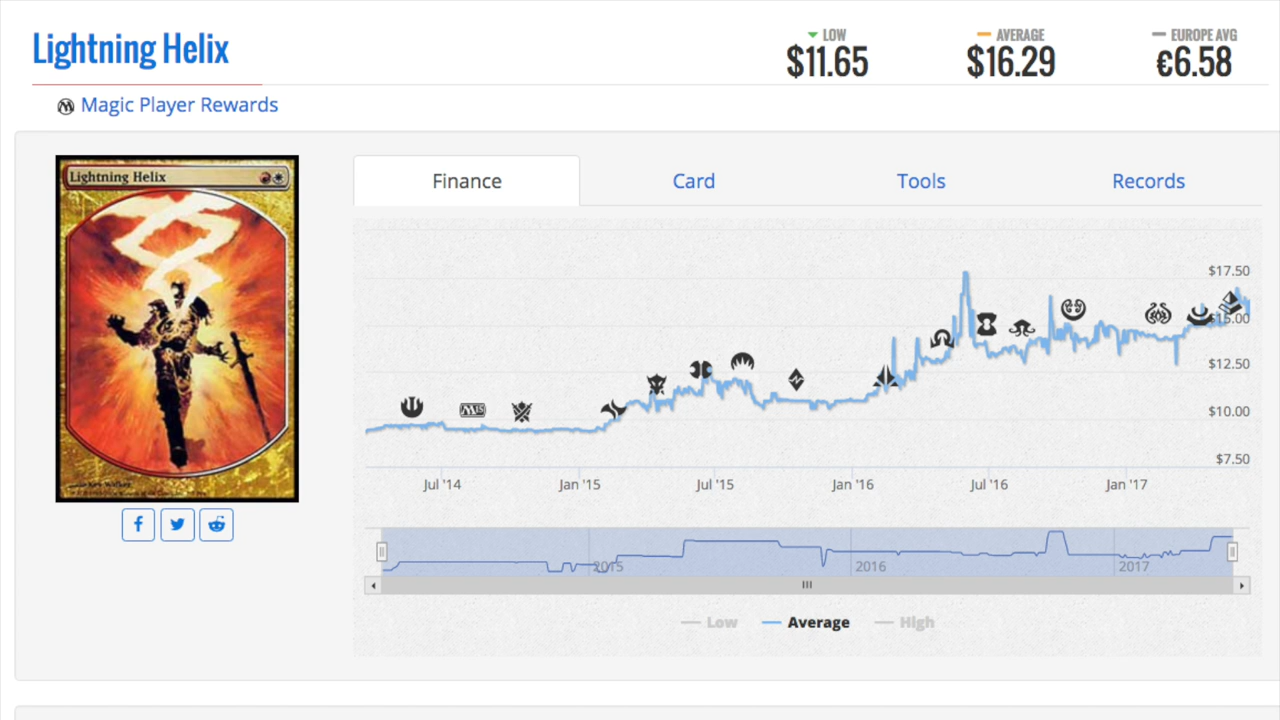 Lightning Helix
LOW
$11.65
AVERAGE
$16.29
EUROPE AVG
€6.58
Magic Player Rewards
Lightning Helix
Finance
Card
Tools
Records
$17.50
$15.00
$12.50
$10.00
$7.50
Jul '14
Jan '15
Jul '15
Jan '16
Jul '16
Jan '17
2015
2016
2017
Low
Average
High